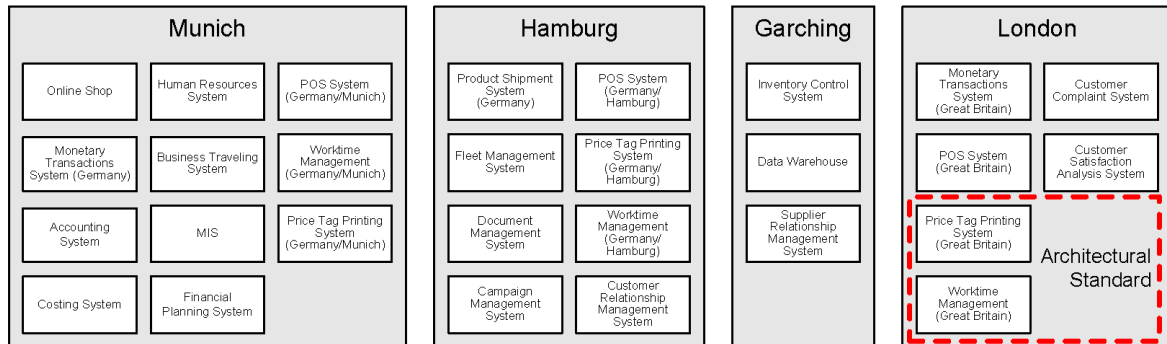 Munich
Online Shop
Human Resources
System
POS System
(Germany/Munich)
Monetary
Transactions
System (Germany)
Business Traveling
System
Worktime
Management
(Germany/Munich)
Accounting
System
MIS
Price Tag Printing
System
(Germany/Munich)
Costing System
Financial
Planning System
Hamburg
Product Shipment
System
(Germany)
POS System
(Germany/
Hamburg)
Fleet Management
System
Price Tag Printing
System
(Germany/
Hamburg)
Document
Management
System
Worktime
Management
(Germany/
Hamburg)
Campaign
Management
System
Customer
Relationship
Management
System
Garching
Inventory Control
System
Data Warehouse
Supplier
Relationship
Management
System
London
Monetary
Transactions
System
(Great Britain)
Customer
Complaint System
POS System
(Great Britain)
Customer
Satisfaction
Analysis System
Price Tag Printing
System
(Great Britain)
Architectural
Standard
Worktime
Management
(Great Britain)